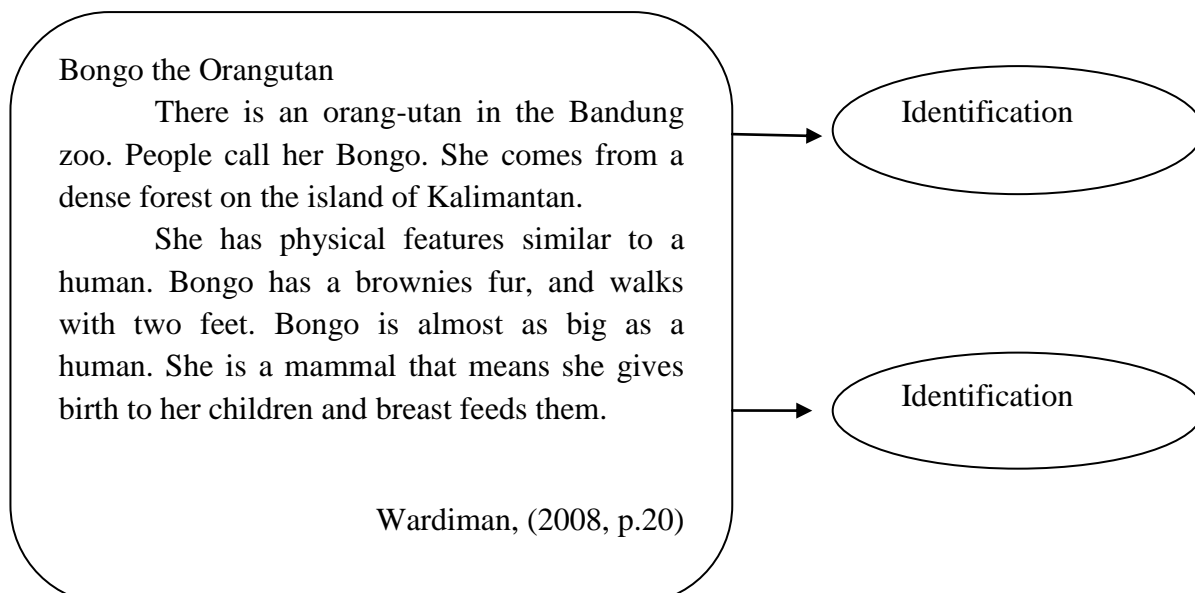 Bongo the Orangutan
There is an orang-utan in the Bandung
zoo. People call her Bongo. She comes from a
dense forest on the island of Kalimantan.
She has physical features similar to a
human. Bongo has a brownies fur, and walks
with two feet. Bongo is almost as big as a
human. She is a mammal that means she gives
birth to her children and breast feeds them.
Wardiman, (2008, p.20)
Identification
Identification